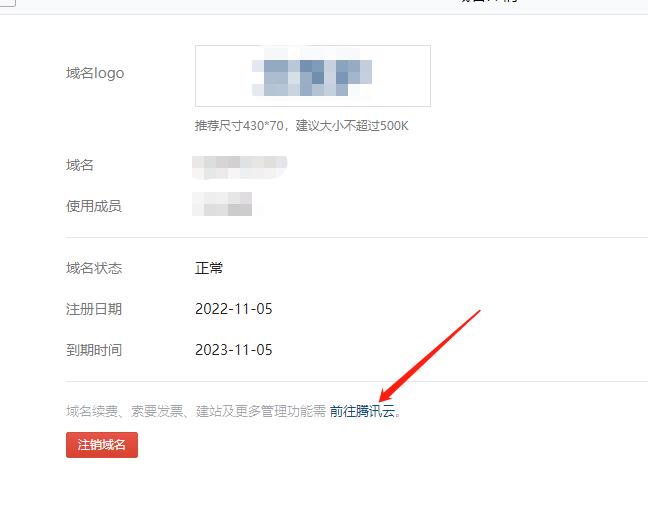 域名logo
推荐尺寸430*70，建议大小不超过500K
域名
使用成员
域名状态 正常
注册日期 2022-11-05
到期时间 2023-11-05
域名续费、索要发票、建站及更多管理功能需 前往腾讯云。
注销域名